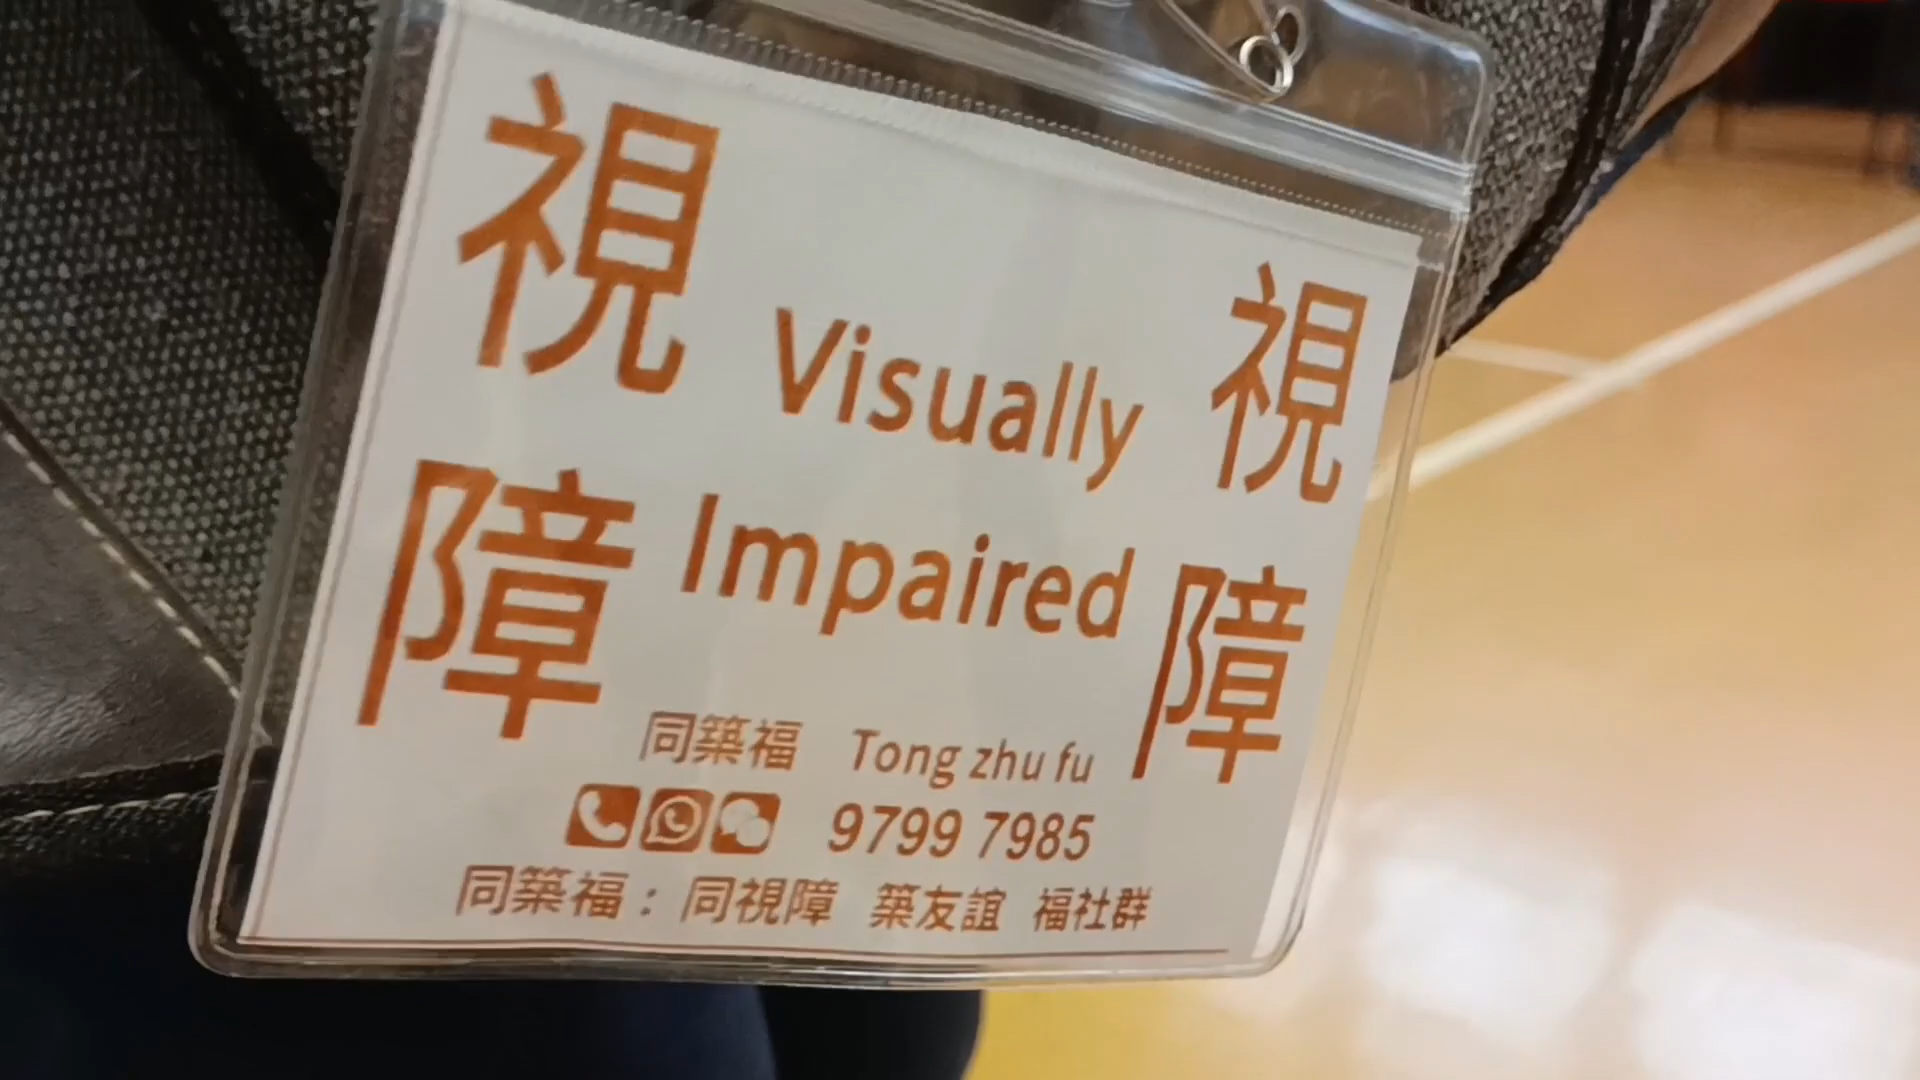 視障
Visually
Impaired
視障
同築福 Tong zhu fu
9799 7985
同築福：同視障 築友誼 福社群